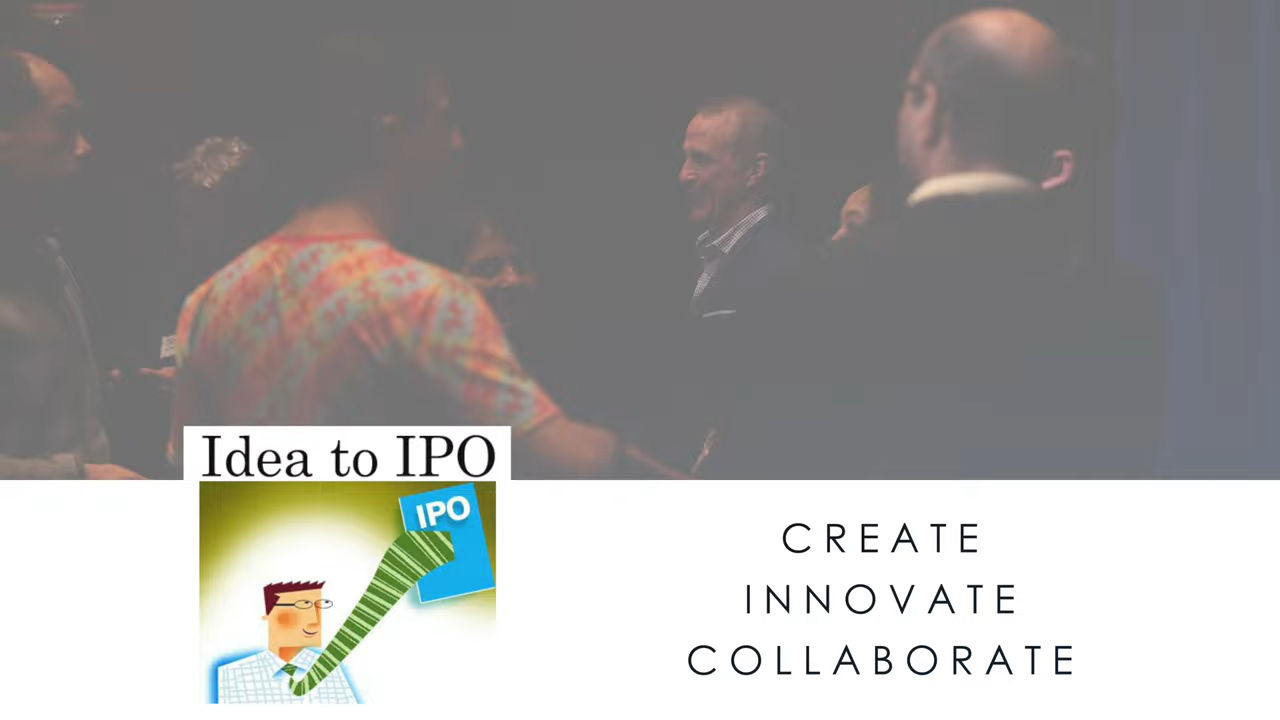 Idea to IPO
IPO
CREATE
INNOVATE
COLLABORATE